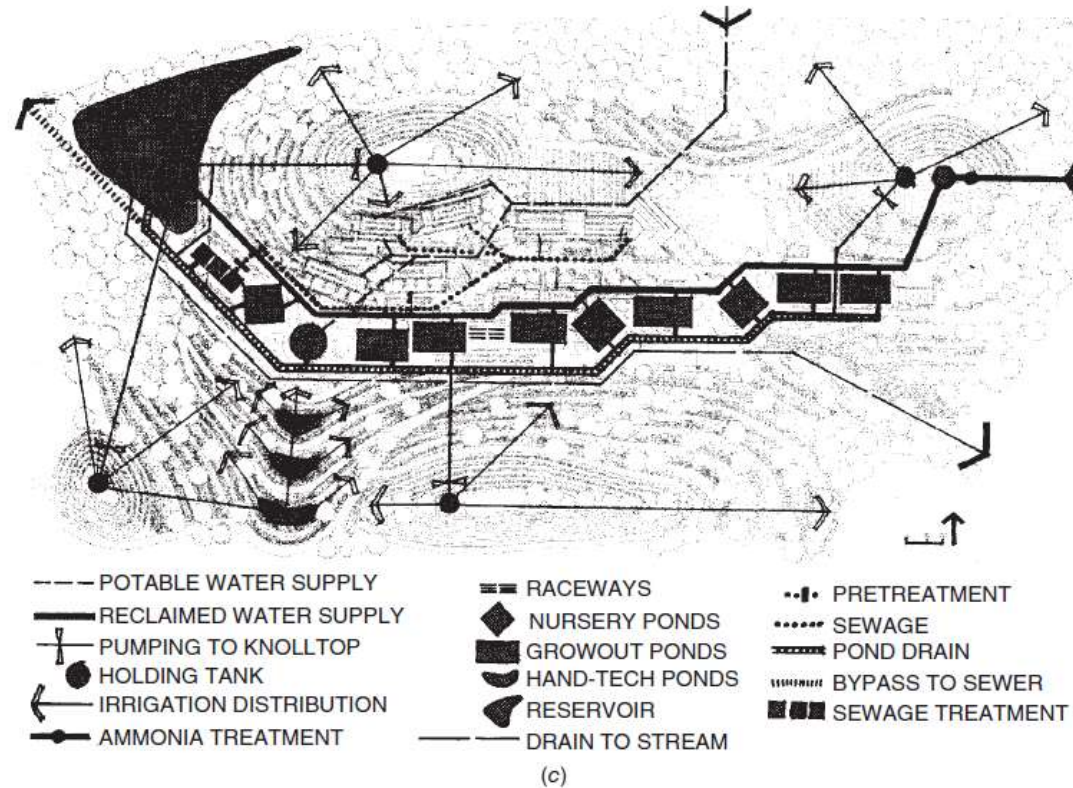 POTABLE WATER SUPPLY
RECLAIMED WATER SUPPLY
PUMPING TO KNOLLTOP
HOLDING TANK
IRRIGATION DISTRIBUTION
AMMONIA TREATMENT
RACEWAYS
NURSERY PONDS
GROWOUT PONDS
HAND-TECH PONDS
RESERVOIR
DRAIN TO STREAM
PRETREATMENT
SEWAGE
POND DRAIN
BYPASS TO SEWER
SEWAGE TREATMENT
(c)